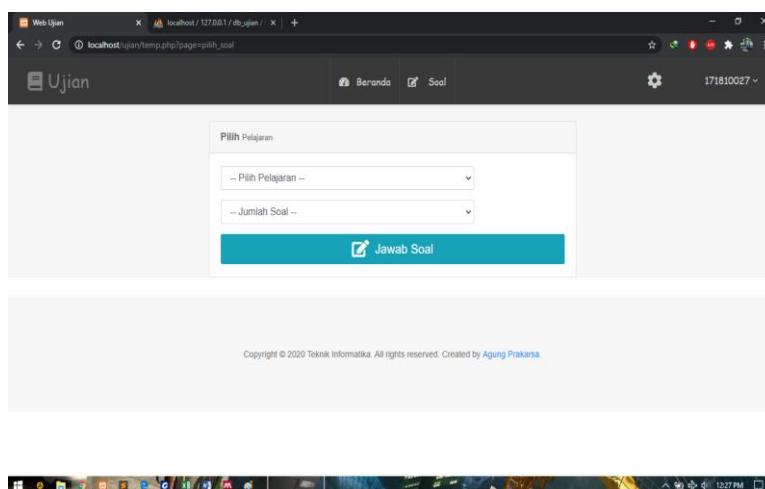 Web Ujian
localhost / 127.0.0.1 / db_ujian /
localhost/ujian/temp.php?page=pilih_soal
Ujian
Beranda
Soal
171810027
Pilih Pelajaran
-- Pilih Pelajaran --
-- Jumlah Soal --
Jawab Soal
Copyright © 2020 Teknik Informatika. All rights reserved. Created by Agung Prakarsa.
12:27 PM